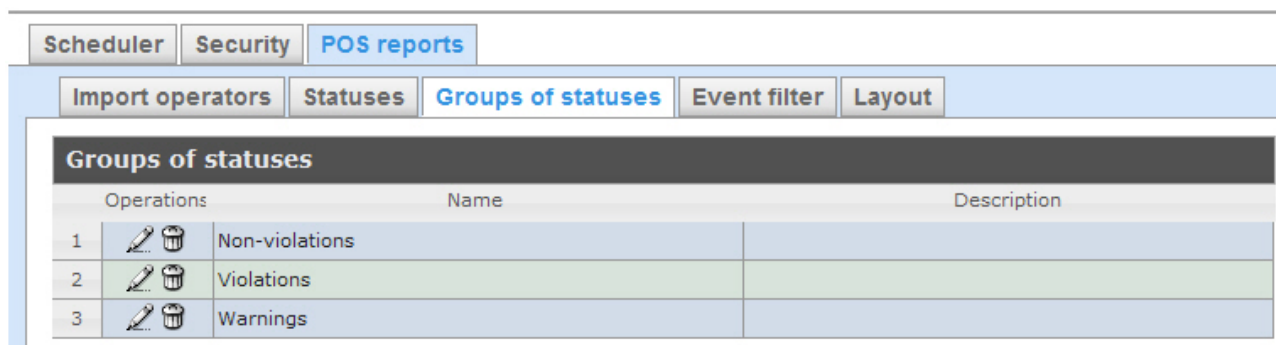 Scheduler Security POS reports
Import operators Statuses Groups of statuses Event filter Layout
Groups of statuses
Operations Name Description
1 Non-violations
2 Violations
3 Warnings